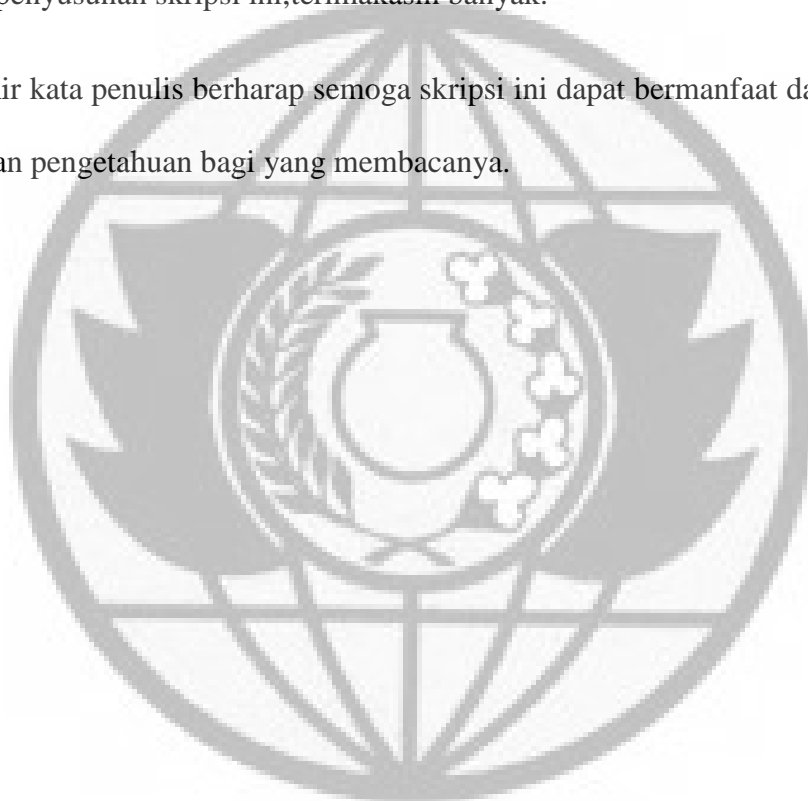 penyusunan skripsi ini,terimakasih banyak.
ir kata penulis berharap semoga skripsi ini dapat bermanfaat da
an pengetahuan bagi yang membacanya.